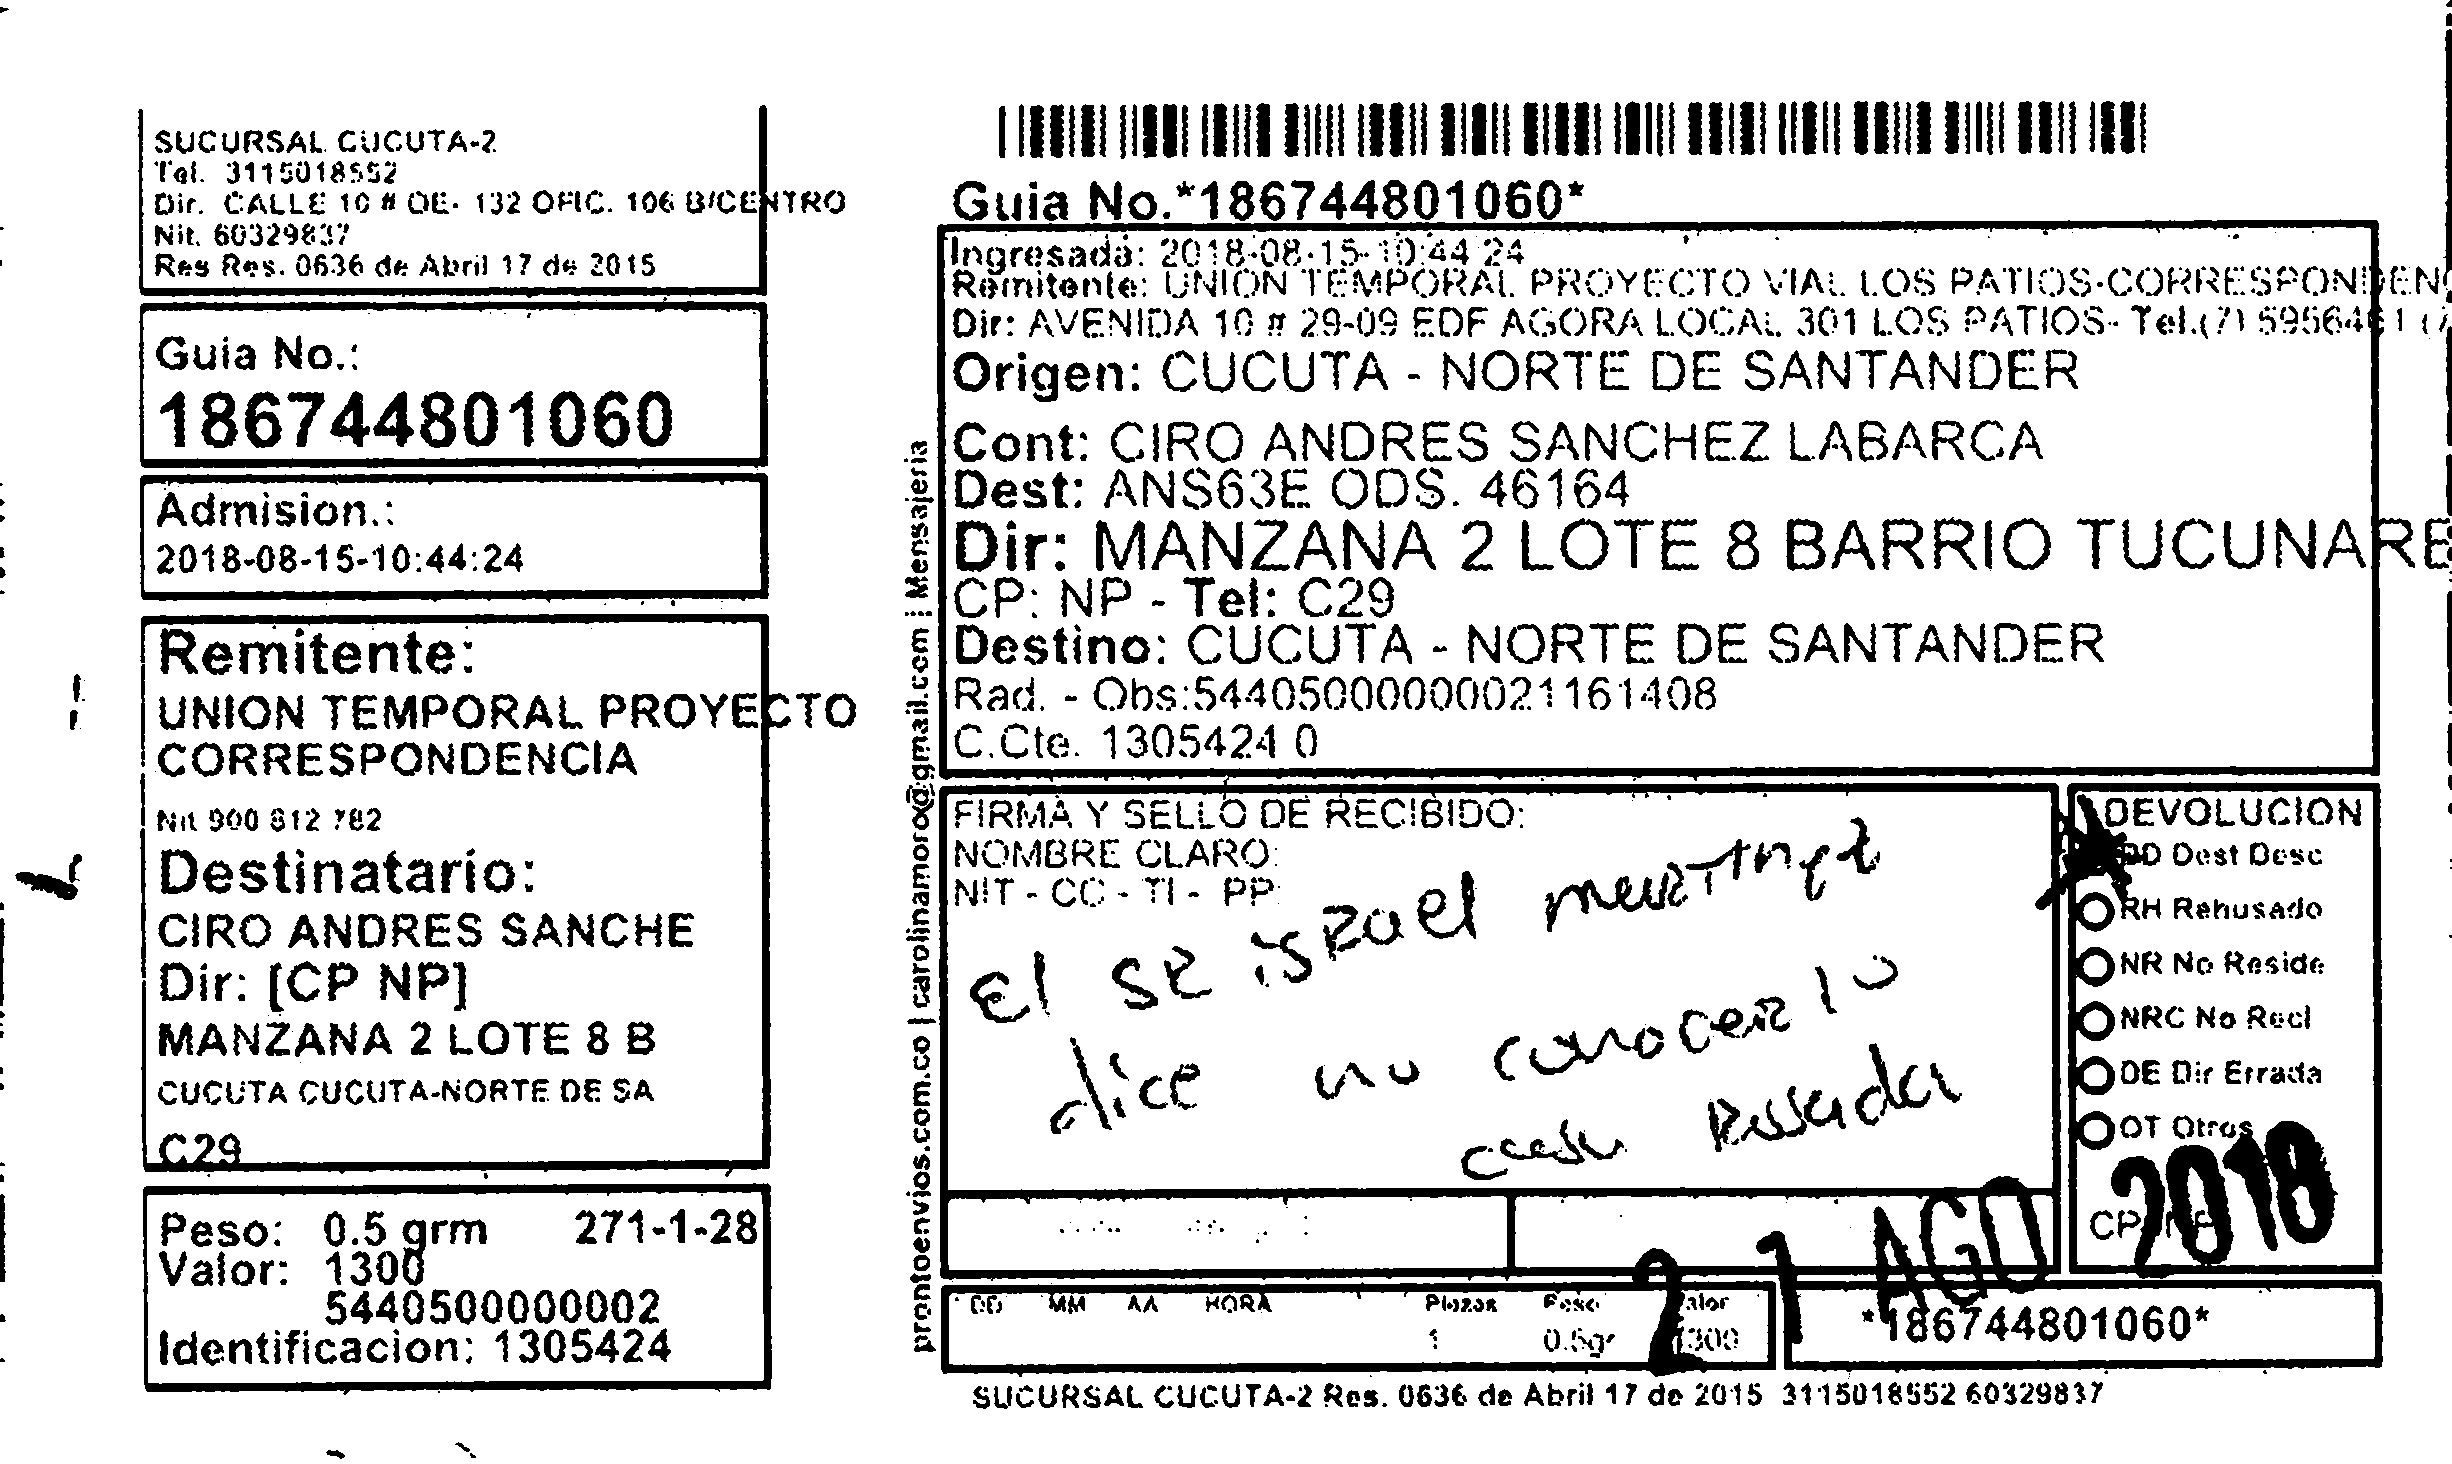 SUCURSAL CUCUTA-2
Tel. 3115018552
Dir. CALLE 10 # OE- 132 OFIC. 106 B/CENTRO
Nit. 60329837
Res Res. 0636 de Abril 17 de 2015
Guia No.:
186744801060
Admision.:
2018-08-15-10:44:24
Remitente:
UNION TEMPORAL PROYECTO
CORRESPONDENCIA
Nit 900 812 782
Destinatario:
CIRO ANDRES SANCHE
Dir: [CP NP]
MANZANA 2 LOTE 8 B
CUCUTA CUCUTA-NORTE DE SA
C29
Peso: 0.5 grm 271-1-28
Valor: 1300
5440500000002
Identificacion: 1305424
prontoenvios.com.co | carolinamoro@gmail.com | Mensajeria
Guia No.*186744801060*
Ingresada: 2018-08-15-10:44:24
Remitente: UNION TEMPORAL PROYECTO VIAL LOS PATIOS-CORRESPONDENC
Dir: AVENIDA 10 # 29-09 EDF AGORA LOCAL 301 LOS PATIOS- Tel.(7) 5956461 (7
Origen: CUCUTA - NORTE DE SANTANDER
Cont: CIRO ANDRES SANCHEZ LABARCA
Dest: ANS63E ODS. 46164
Dir: MANZANA 2 LOTE 8 BARRIO TUCUNARE
CP: NP - Tel: C29
Destino: CUCUTA - NORTE DE SANTANDER
Rad. - Obs:544050000000021161408
C.Cte. 1305424 0
FIRMA Y SELLO DE RECIBIDO:
NOMBRE CLARO:
NIT - CC - TI - PP:
El SR isRael
dice no conocerlo
casa
DEVOLUCION
DD Dest Desc
RH Rehusado
NR No Reside
NRC No Recl
DE Dir Errada
OT Otros
CP:
21 AGO 2018
DD MM AA HORA Piezas Peso Valor
1 0.5gr 1300
*186744801060*
SUCURSAL CUCUTA-2 Res. 0636 de Abril 17 de 2015 3115018552 60329837